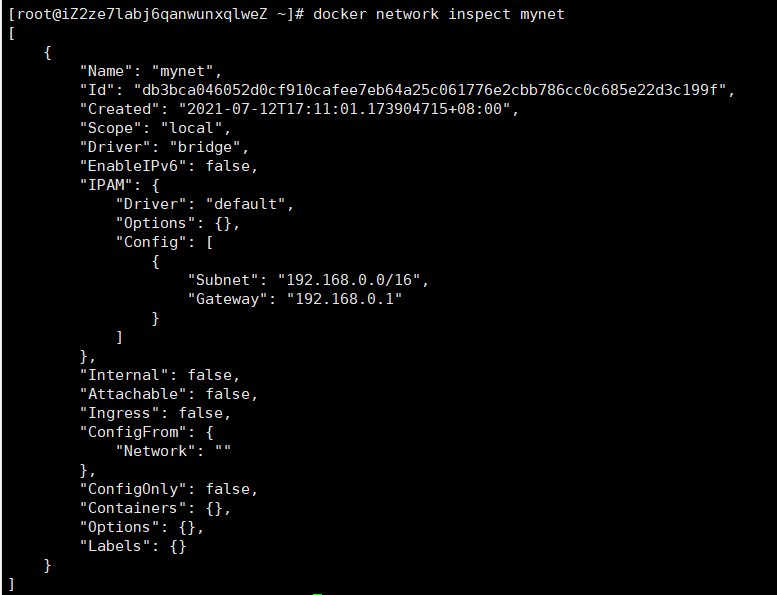 [root@iZ2ze7labj6qanwunxqlweZ ~]# docker network inspect mynet
[
    {
        "Name": "mynet",
        "Id": "db3bca046052d0cf910cafee7eb64a25c061776e2cbb786cc0c685e22d3c199f",
        "Created": "2021-07-12T17:11:01.173904715+08:00",
        "Scope": "local",
        "Driver": "bridge",
        "EnableIPv6": false,
        "IPAM": {
            "Driver": "default",
            "Options": {},
            "Config": [
                {
                    "Subnet": "192.168.0.0/16",
                    "Gateway": "192.168.0.1"
                }
            ]
        },
        "Internal": false,
        "Attachable": false,
        "Ingress": false,
        "ConfigFrom": {
            "Network": ""
        },
        "ConfigOnly": false,
        "Containers": {},
        "Options": {},
        "Labels": {}
    }
]